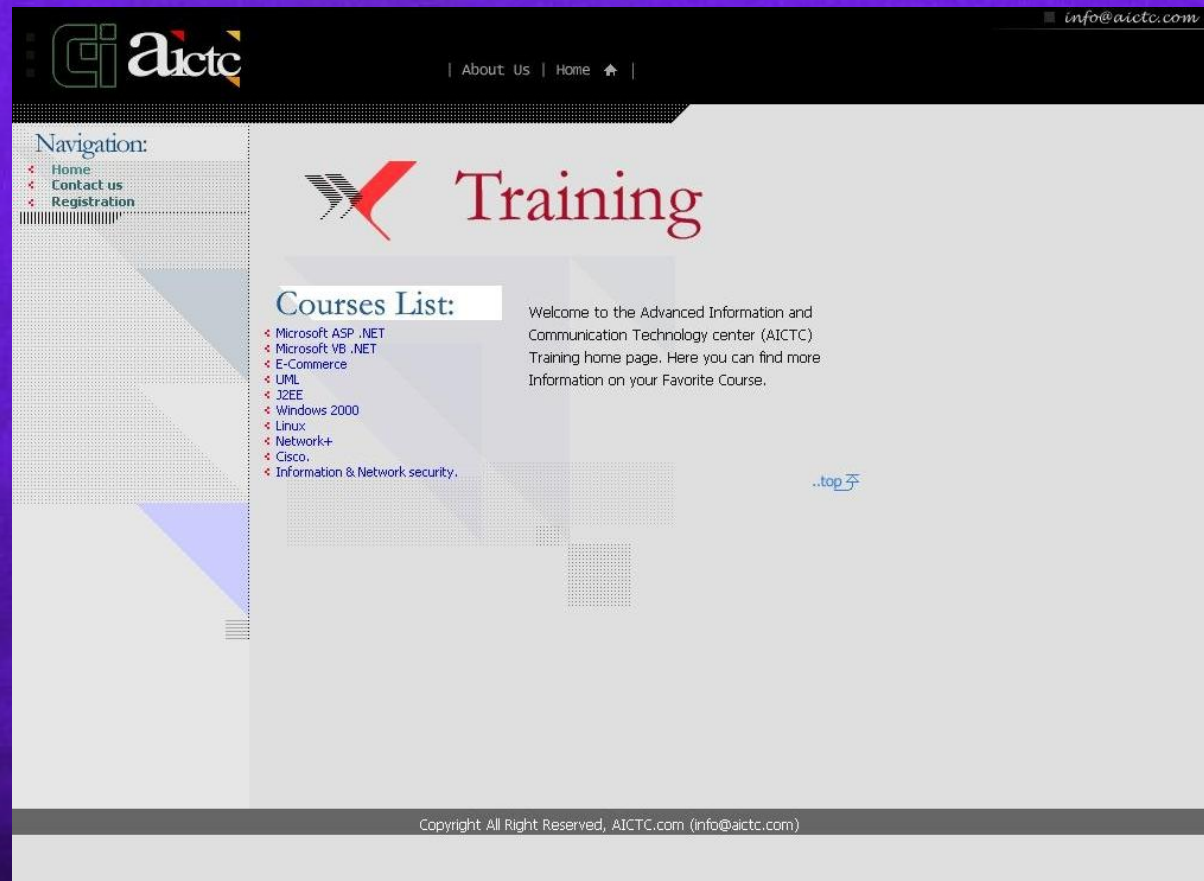 info@aictc.com
aictc
| About Us | Home |
Navigation:
Home
Contact us
Registration
Training
Courses List:
Microsoft ASP .NET
Microsoft VB .NET
E-Commerce
UML
J2EE
Windows 2000
Linux
Network+
Cisco.
Information & Network security.
Welcome to the Advanced Information and
Communication Technology center (AICTC)
Training home page. Here you can find more
Information on your Favorite Course.
..top
Copyright All Right Reserved, AICTC.com (info@aictc.com)